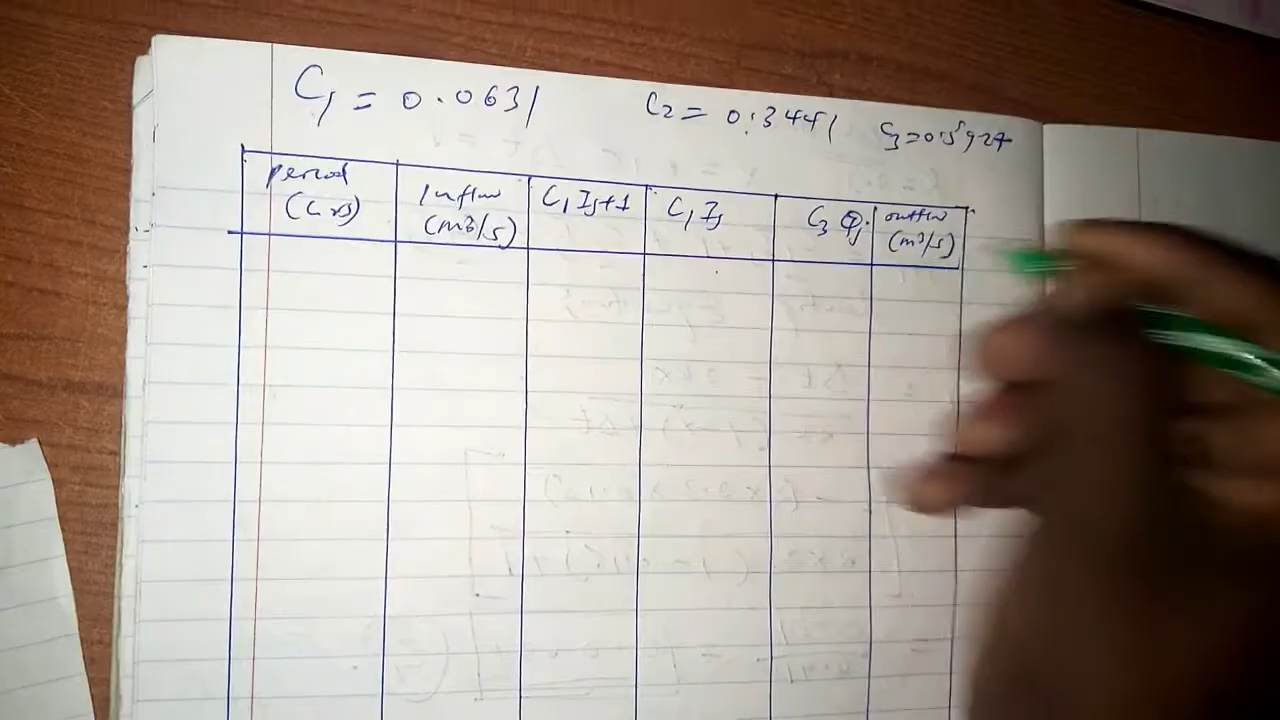 C1 = 0.0631 C2 = 0.3441 C3=0.5927
period Inflow C1 Ij+1 C1 Ij C3 Qj outflow
(hrs) (m3/s) (m3/s)